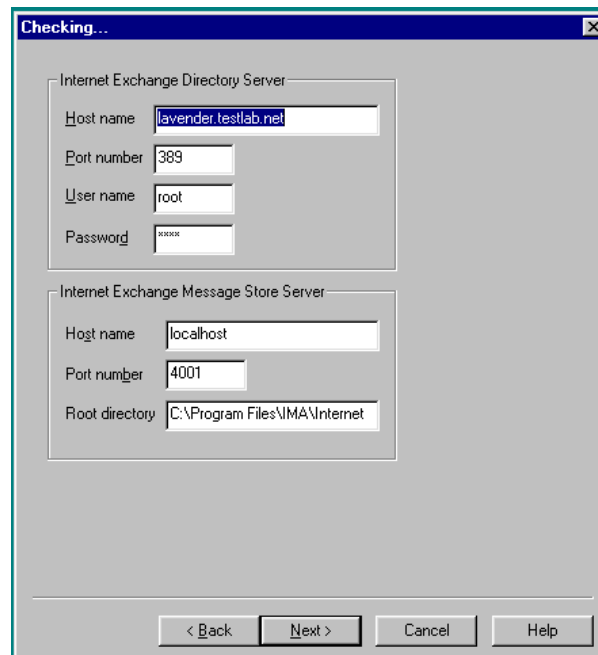 Checking...
Internet Exchange Directory Server
Host name lavender.testlab.net
Port number 389
User name root
Password ****
Internet Exchange Message Store Server
Host name localhost
Port number 4001
Root directory C:\Program Files\IMA\Internet
< Back Next > Cancel Help